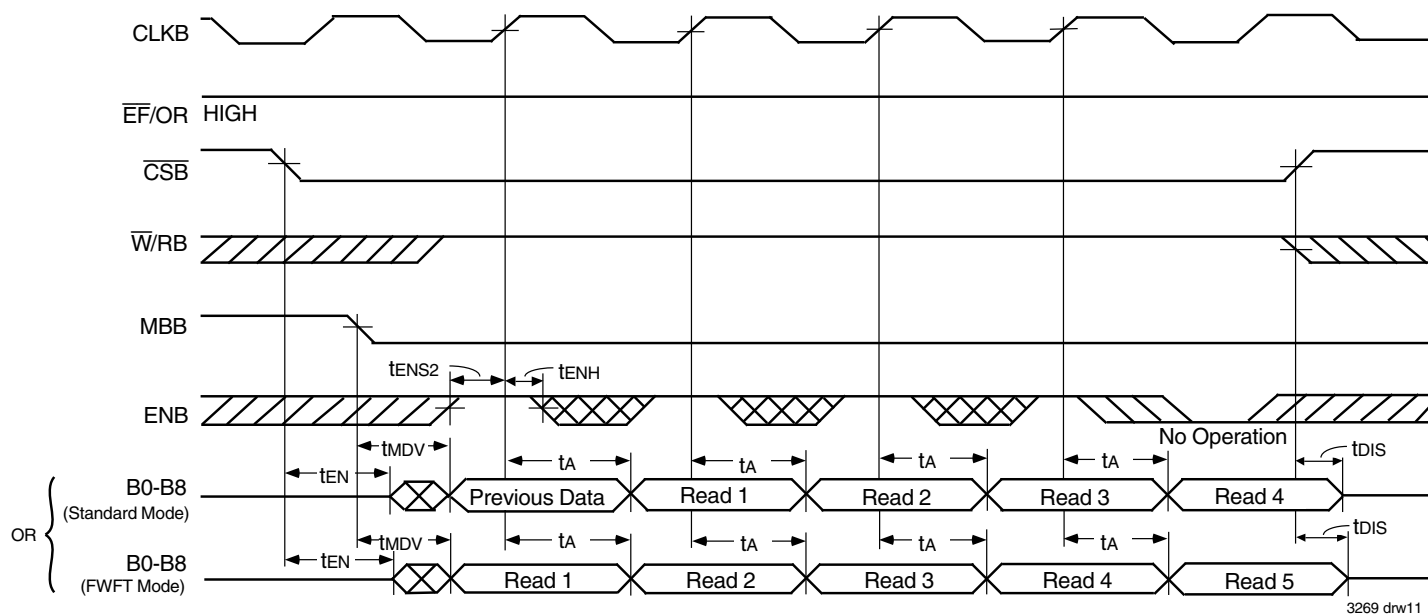 CLKB
EF/OR HIGH
CSB
W/RB
MBB
tENS2 tENH
ENB
No Operation
tMDV
tEN tA tA tA tA tDIS
B0-B8 Previous Data Read 1 Read 2 Read 3 Read 4
(Standard Mode)
OR
tMDV tA tA tA tA tDIS
tEN
B0-B8 Read 1 Read 2 Read 3 Read 4 Read 5
(FWFT Mode)
3269 drw11